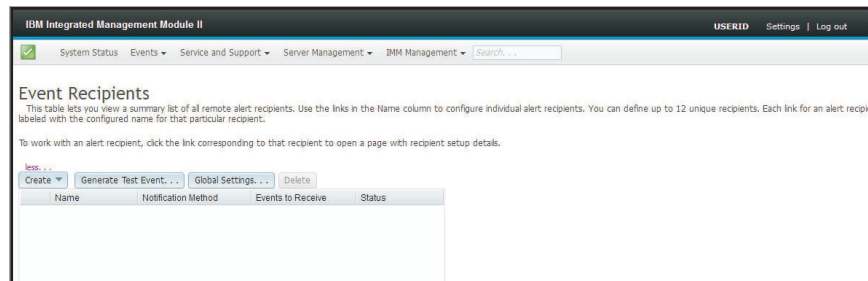 IBM Integrated Management Module II
USERID Settings | Log out
System Status Events Service and Support Server Management IMM Management Search. . .
Event Recipients
This table lets you view a summary list of all remote alert recipients. Use the links in the Name column to configure individual alert recipients. You can define up to 12 unique recipients. Each link for an alert recipie
labeled with the configured name for that particular recipient.
To work with an alert recipient, click the link corresponding to that recipient to open a page with recipient setup details.
less. . .
Create Generate Test Event. . . Global Settings. . . Delete
Name Notification Method Events to Receive Status